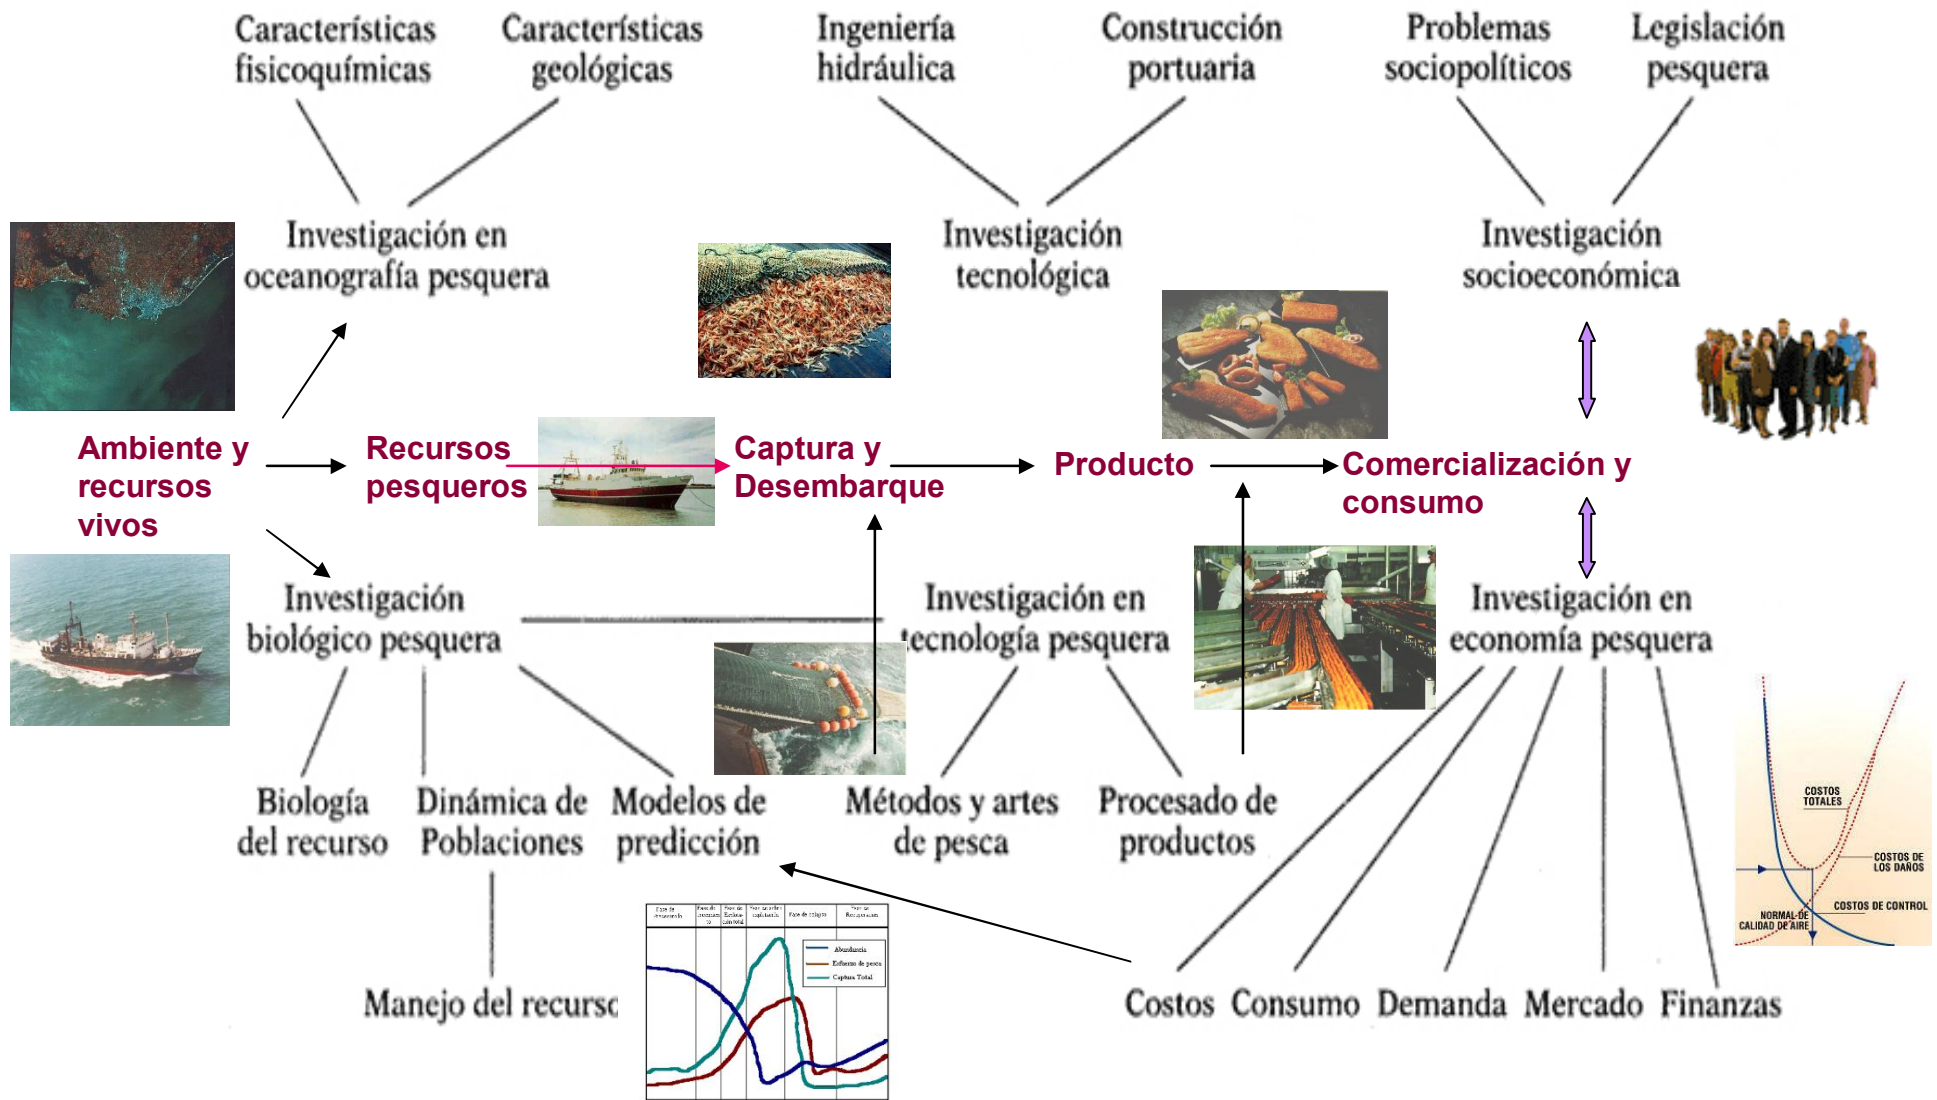 Características
fisicoquímicas
Características
geológicas
Ingeniería
hidráulica
Construcción
portuaria
Problemas
sociopolíticos
Legislación
pesquera
Investigación en
oceanografía pesquera
Investigación
tecnológica
Investigación
socioeconómica
Ambiente y
recursos
vivos
Recursos
pesqueros
Captura y
Desembarque
Producto
Comercialización y
consumo
Investigación
biológico pesquera
Investigación en
tecnología pesquera
Investigación en
economía pesquera
Biología
del recurso
Dinámica de
Poblaciones
Modelos de
predicción
Métodos y artes
de pesca
Procesado de
productos
COSTOS
TOTALES
COSTOS DE
LOS DAÑOS
COSTOS DE CONTROL
NORMAL DE
CALIDAD DE AIRE
Manejo del recurso
Abundancia
Esfuerzo de pesca
Captura Total
Fase de colapso
Costos
Consumo
Demanda
Mercado
Finanzas